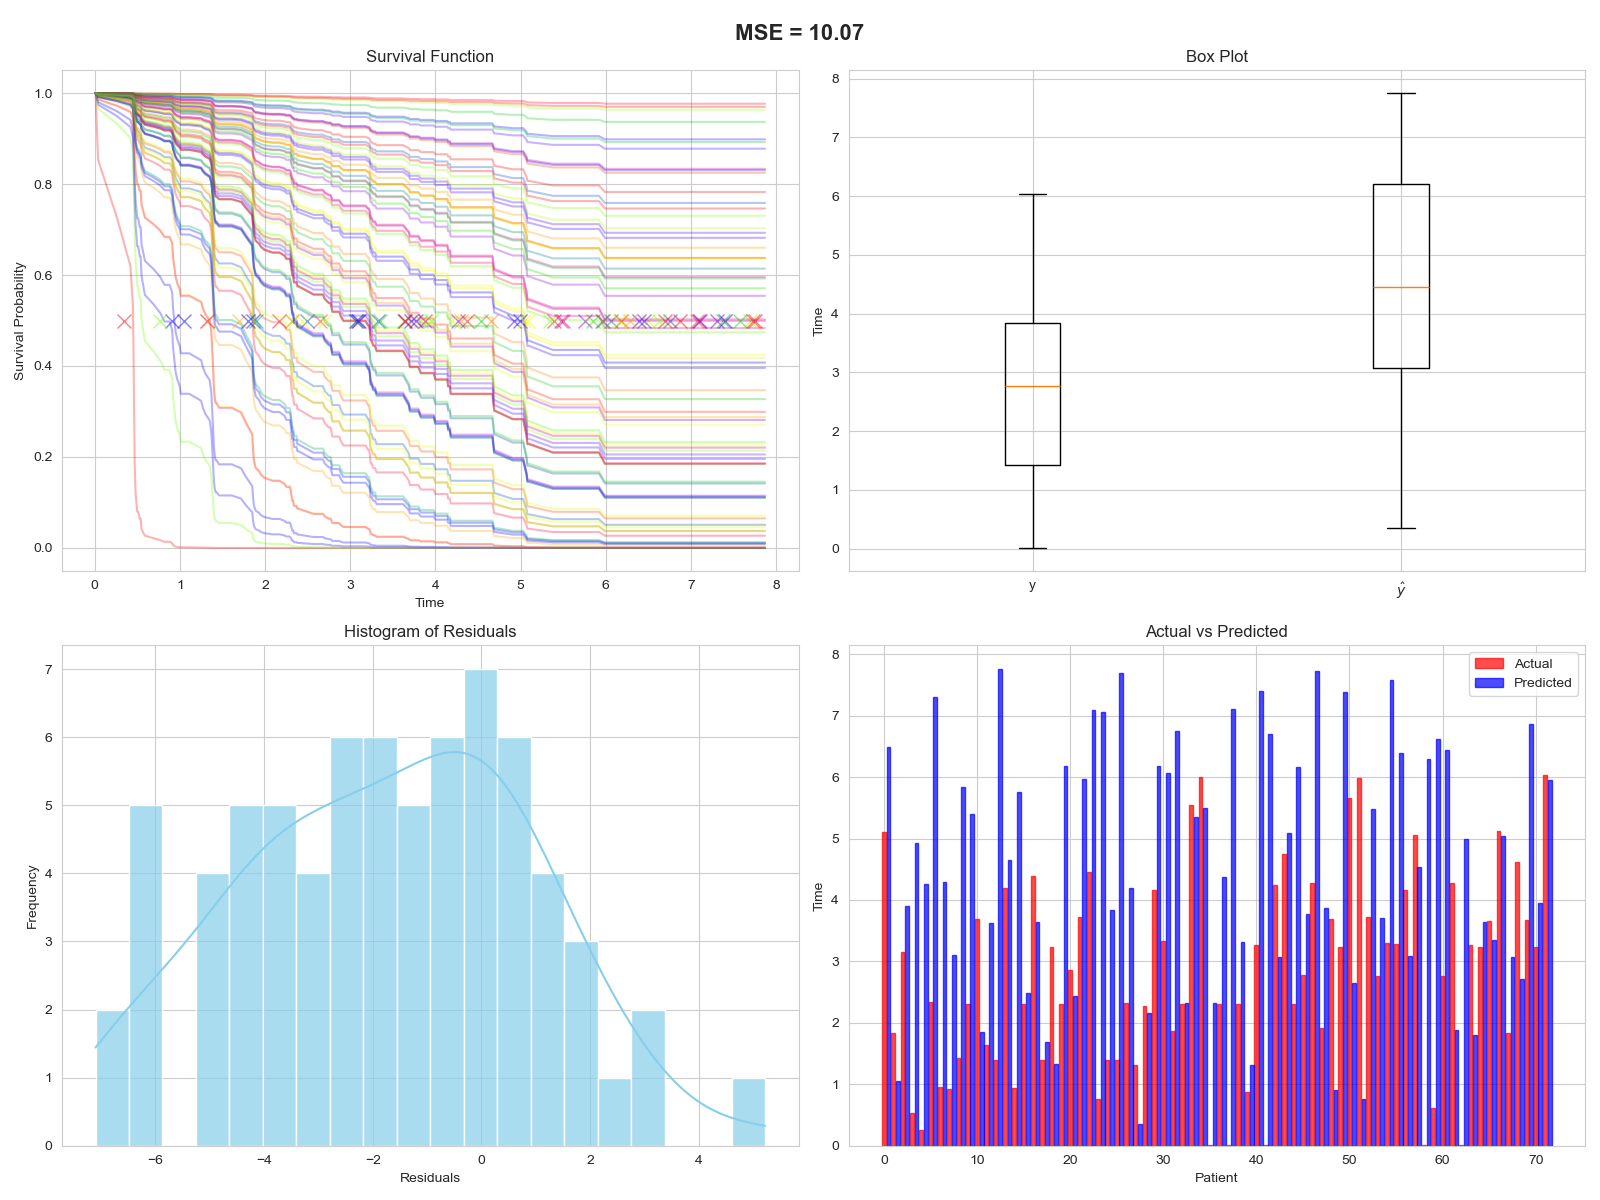 MSE = 10.07
Survival Function
Survival Probability
1.0
0.8
0.6
0.4
0.2
0.0
0 1 2 3 4 5 6 7 8
Time
Box Plot
Time
8
7
6
5
4
3
2
1
0
y ŷ
Histogram of Residuals
Frequency
7
6
5
4
3
2
1
0
−6 −4 −2 0 2 4
Residuals
Actual vs Predicted
Actual
Predicted
Time
8
7
6
5
4
3
2
1
0
0 10 20 30 40 50 60 70
Patient